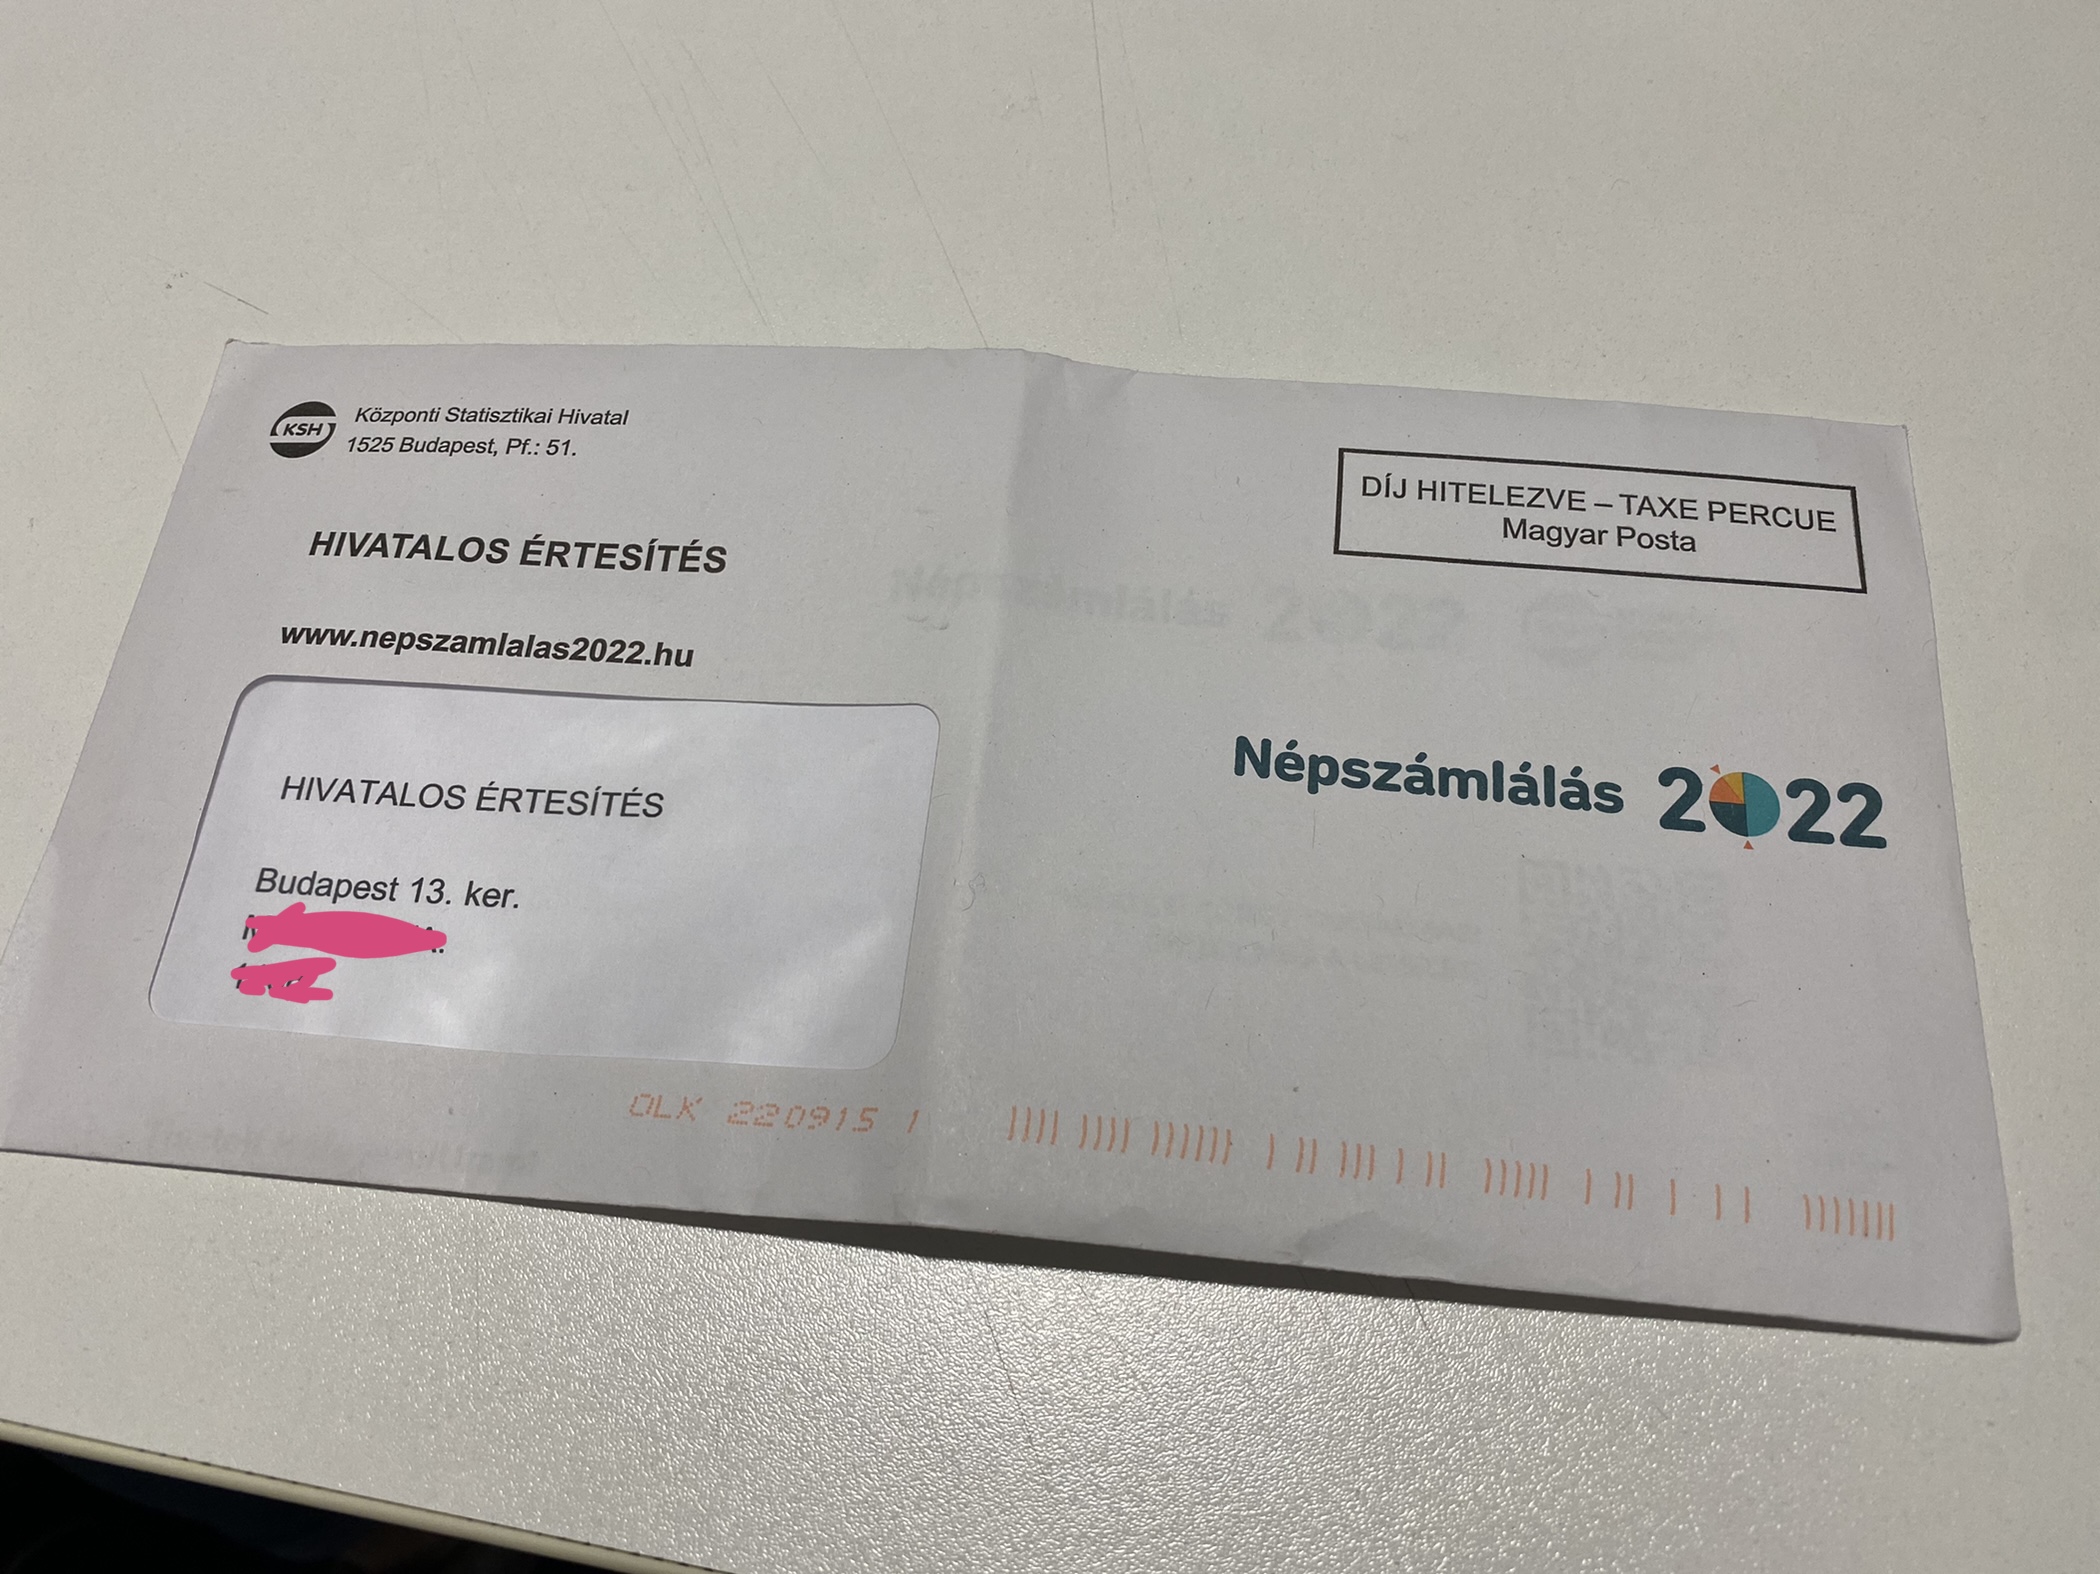 KSH
Központi Statisztikai Hivatal
1525 Budapest, Pf.: 51.
HIVATALOS ÉRTESÍTÉS
www.nepszamlalas2022.hu
DÍJ HITELEZVE – TAXE PERCUE
Magyar Posta
Népszámlálás 2022
HIVATALOS ÉRTESÍTÉS
Budapest 13. ker.
OLK 220915 1